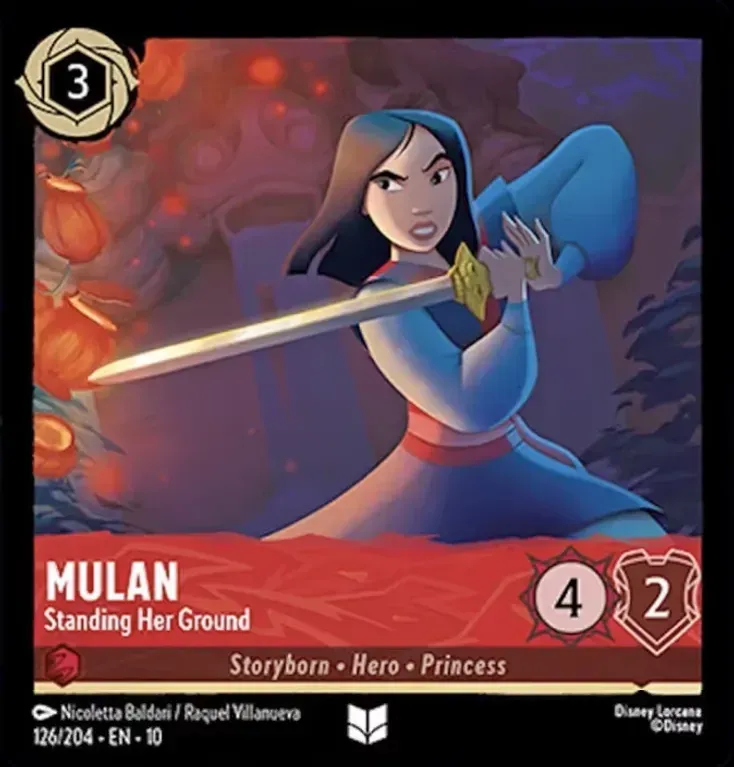 3
MULAN
Standing Her Ground
4 2
Storyborn • Hero • Princess
Nicoletta Baldari / Raquel Villanueva
126/204 • EN • 10
Disney Lorcana
©Disney